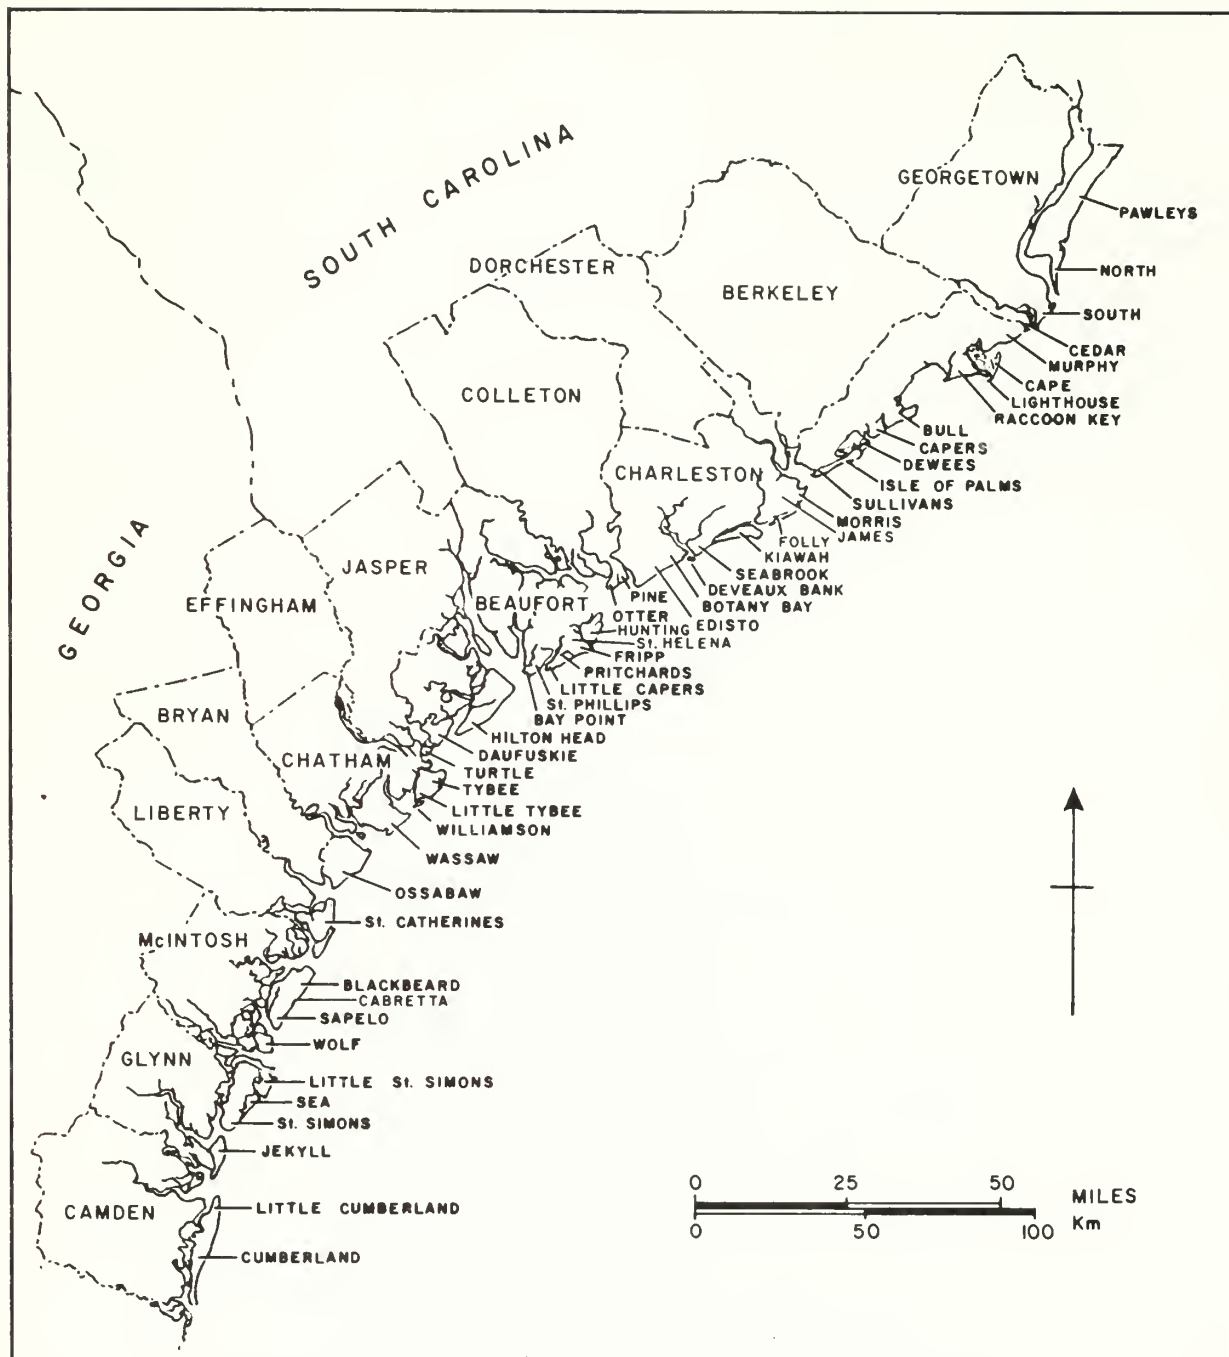 SOUTH CAROLINA
GEORGIA
GEORGETOWN
DORCHESTER
BERKELEY
COLLETON
CHARLESTON
JASPER
BEAUFORT
EFFINGHAM
BRYAN
CHATHAM
LIBERTY
McINTOSH
GLYNN
CAMDEN
PAWLEYS
NORTH
SOUTH
CEDAR
MURPHY
CAPE
LIGHTHOUSE
RACCOON KEY
BULL
CAPERS
DEWEES
ISLE OF PALMS
SULLIVANS
MORRIS
JAMES
FOLLY
KIAWAH
SEABROOK
DEVEAUX BANK
BOTANY BAY
EDISTO
PINE
OTTER
HUNTING
St. HELENA
FRIPP
PRITCHARDS
LITTLE CAPERS
St. PHILLIPS
BAY POINT
HILTON HEAD
DAUFUSKIE
TURTLE
TYBEE
LITTLE TYBEE
WILLIAMSON
WASSAW
OSSABAW
St. CATHERINES
BLACKBEARD
CABRETTA
SAPELO
WOLF
LITTLE St. SIMONS
SEA
St. SIMONS
JEKYLL
LITTLE CUMBERLAND
CUMBERLAND
0 25 50 MILES
0 50 100 Km